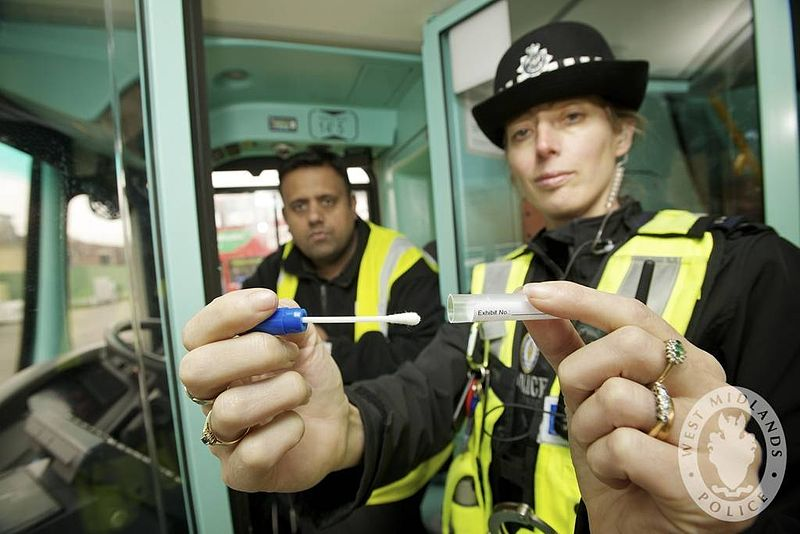 Exhibit No:
POLICE
WEST MIDLANDS
POLICE